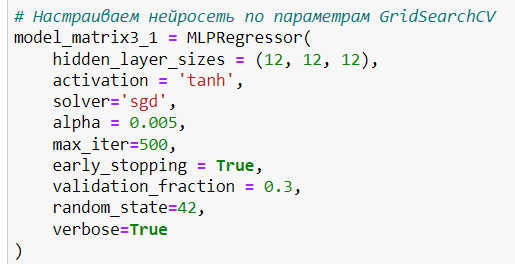 # Настраиваем нейросеть по параметрам GridSearchCV
model_matrix3_1 = MLPRegressor(
    hidden_layer_sizes = (12, 12, 12),
    activation = 'tanh',
    solver='sgd',
    alpha = 0.005,
    max_iter=500,
    early_stopping = True,
    validation_fraction = 0.3,
    random_state=42,
    verbose=True
)